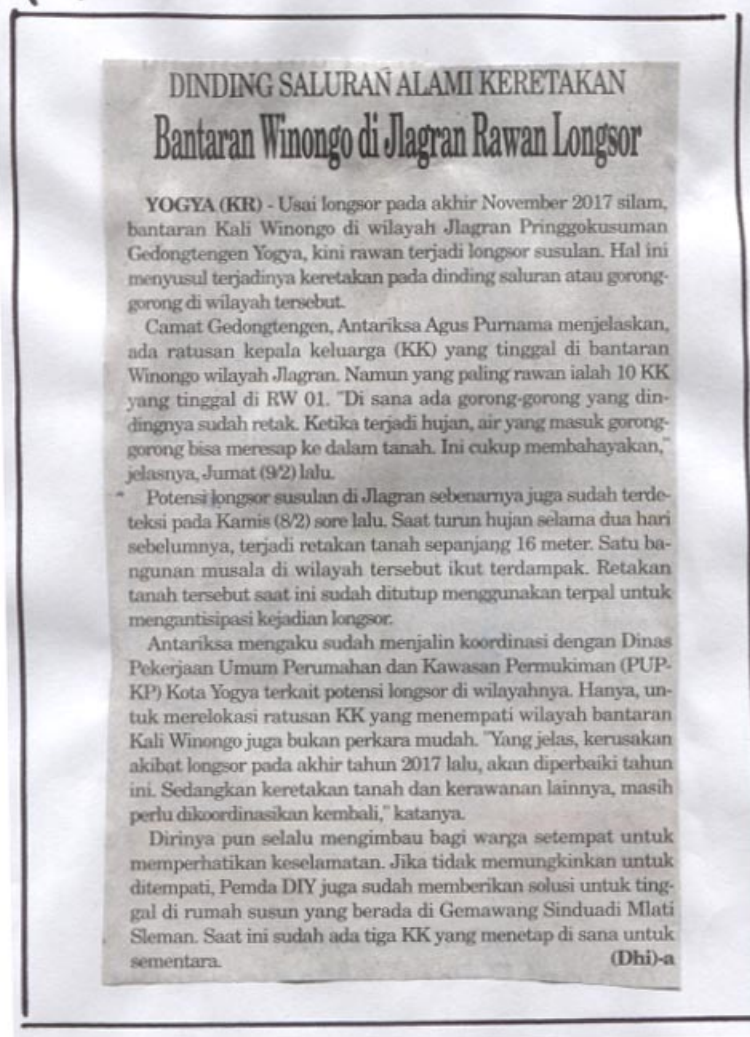 DINDING SALURAN ALAMI KERETAKAN
Bantaran Winongo di Jlagran Rawan Longsor
YOGYA (KR) - Usai longsor pada akhir November 2017 silam,
bantaran Kali Winongo di wilayah Jlagran Pringgokusuman
Gedongtengen Yogya, kini rawan terjadi longsor susulan. Hal ini
menyusul terjadinya keretakan pada dinding saluran atau gorong-
gorong di wilayah tersebut.
Camat Gedongtengen, Antariksa Agus Purnama menjelaskan,
ada ratusan kepala keluarga (KK) yang tinggal di bantaran
Winongo wilayah Jlagran. Namun yang paling rawan ialah 10 KK
yang tinggal di RW 01. "Di sana ada gorong-gorong yang din-
dingnya sudah retak. Ketika terjadi hujan, air yang masuk gorong-
gorong bisa meresap ke dalam tanah. Ini cukup membahayakan,"
jelasnya, Jumat (9/2) lalu.
Potensi longsor susulan di Jlagran sebenarnya juga sudah terde-
teksi pada Kamis (8/2) sore lalu. Saat turun hujan selama dua hari
sebelumnya, terjadi retakan tanah sepanjang 16 meter. Satu ba-
ngunan musala di wilayah tersebut ikut terdampak. Retakan
tanah tersebut saat ini sudah ditutup menggunakan terpal untuk
mengantisipasi kejadian longsor.
Antariksa mengaku sudah menjalin koordinasi dengan Dinas
Pekerjaan Umum Perumahan dan Kawasan Permukiman (PUP-
KP) Kota Yogya terkait potensi longsor di wilayahnya. Hanya, un-
tuk merelokasi ratusan KK yang menempati wilayah bantaran
Kali Winongo juga bukan perkara mudah. "Yang jelas, kerusakan
akibat longsor pada akhir tahun 2017 lalu, akan diperbaiki tahun
ini. Sedangkan keretakan tanah dan kerawanan lainnya, masih
perlu dikoordinasikan kembali," katanya.
Dirinya pun selalu mengimbau bagi warga setempat untuk
memperhatikan keselamatan. Jika tidak memungkinkan untuk
ditempati, Pemda DIY juga sudah memberikan solusi untuk ting-
gal di rumah susun yang berada di Gemawang Sinduadi Mlati
Sleman. Saat ini sudah ada tiga KK yang menetap di sana untuk
sementara. (Dhi)-a